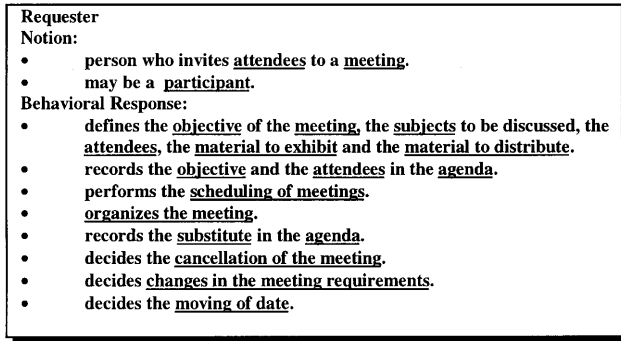 Requester
Notion:
• person who invites attendees to a meeting.
• may be a participant.
Behavioral Response:
• defines the objective of the meeting, the subjects to be discussed, the
attendees, the material to exhibit and the material to distribute.
• records the objective and the attendees in the agenda.
• performs the scheduling of meetings.
• organizes the meeting.
• records the substitute in the agenda.
• decides the cancellation of the meeting.
• decides changes in the meeting requirements.
• decides the moving of date.